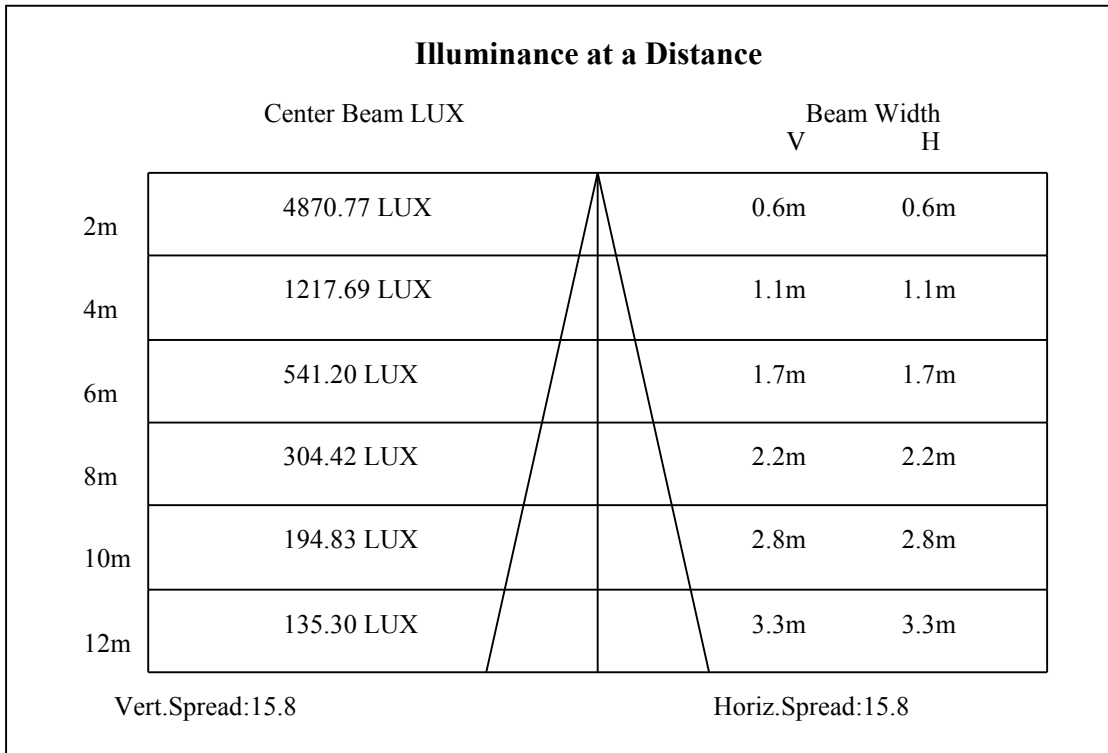 Illuminance at a Distance
Center Beam LUX Beam Width
V H
2m 4870.77 LUX 0.6m 0.6m
4m 1217.69 LUX 1.1m 1.1m
6m 541.20 LUX 1.7m 1.7m
8m 304.42 LUX 2.2m 2.2m
10m 194.83 LUX 2.8m 2.8m
12m 135.30 LUX 3.3m 3.3m
Vert.Spread:15.8 Horiz.Spread:15.8